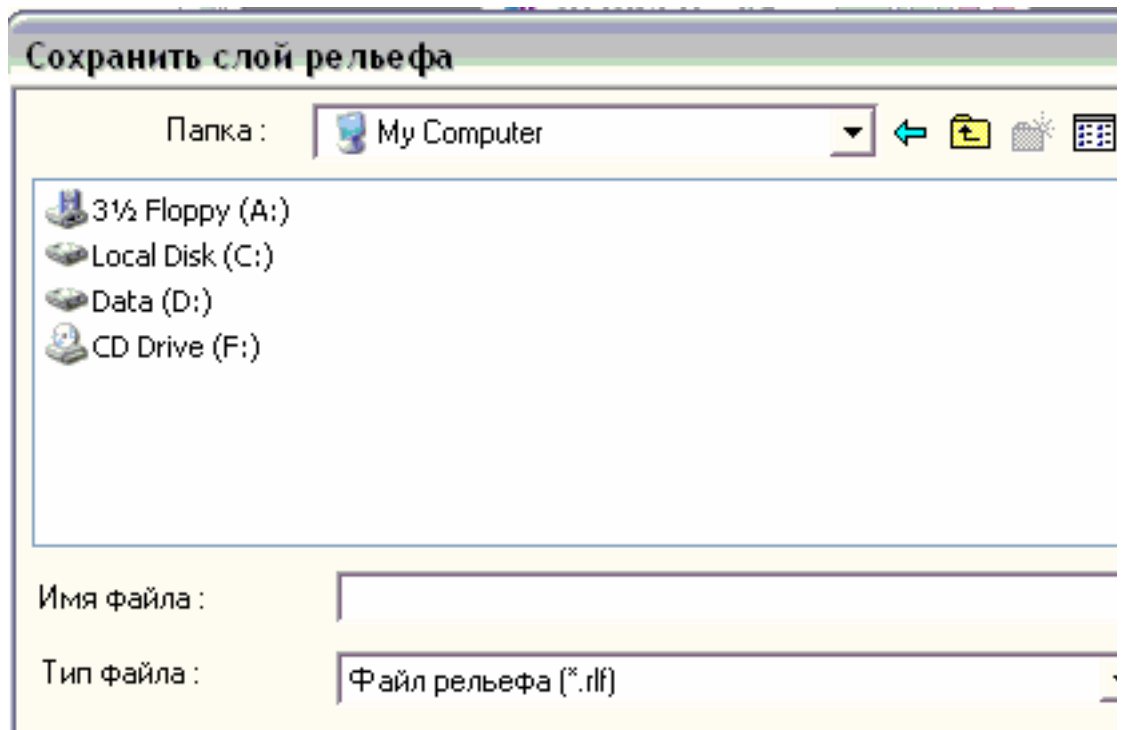 Сохранить слой рельефа
Папка :
My Computer
3½ Floppy (A:)
Local Disk (C:)
Data (D:)
CD Drive (F:)
Имя файла :
Тип файла :
Файл рельефа (*.rlf)